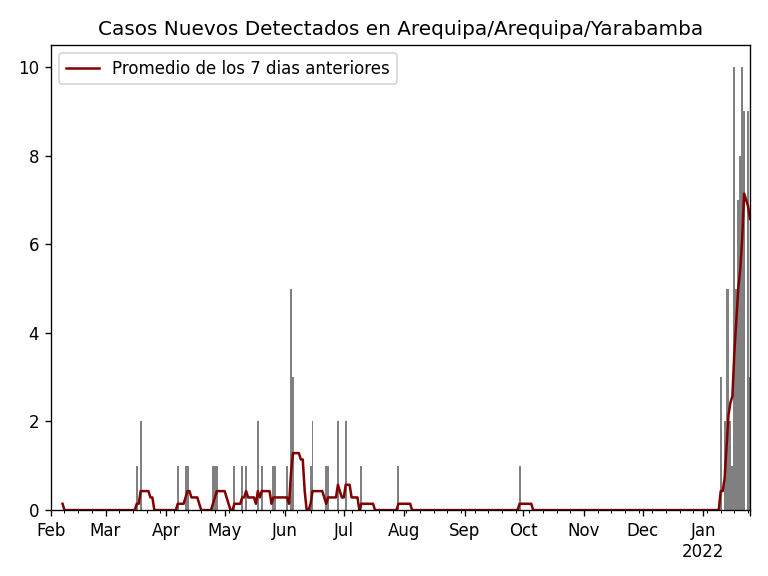 Casos Nuevos Detectados en Arequipa/Arequipa/Yarabamba
Promedio de los 7 dias anteriores
10
8
6
4
2
0
Feb Mar Apr May Jun Jul Aug Sep Oct Nov Dec Jan
2022